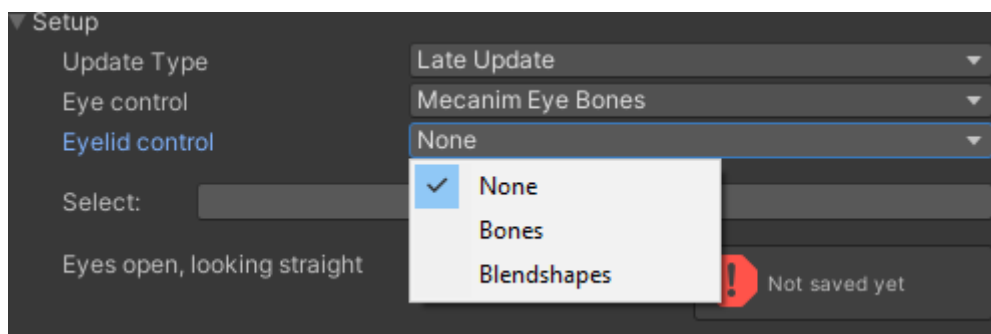 Setup
Update Type Late Update
Eye control Mecanim Eye Bones
Eyelid control None
None
Select:
Bones
Eyes open, looking straight
Blendshapes
Not saved yet